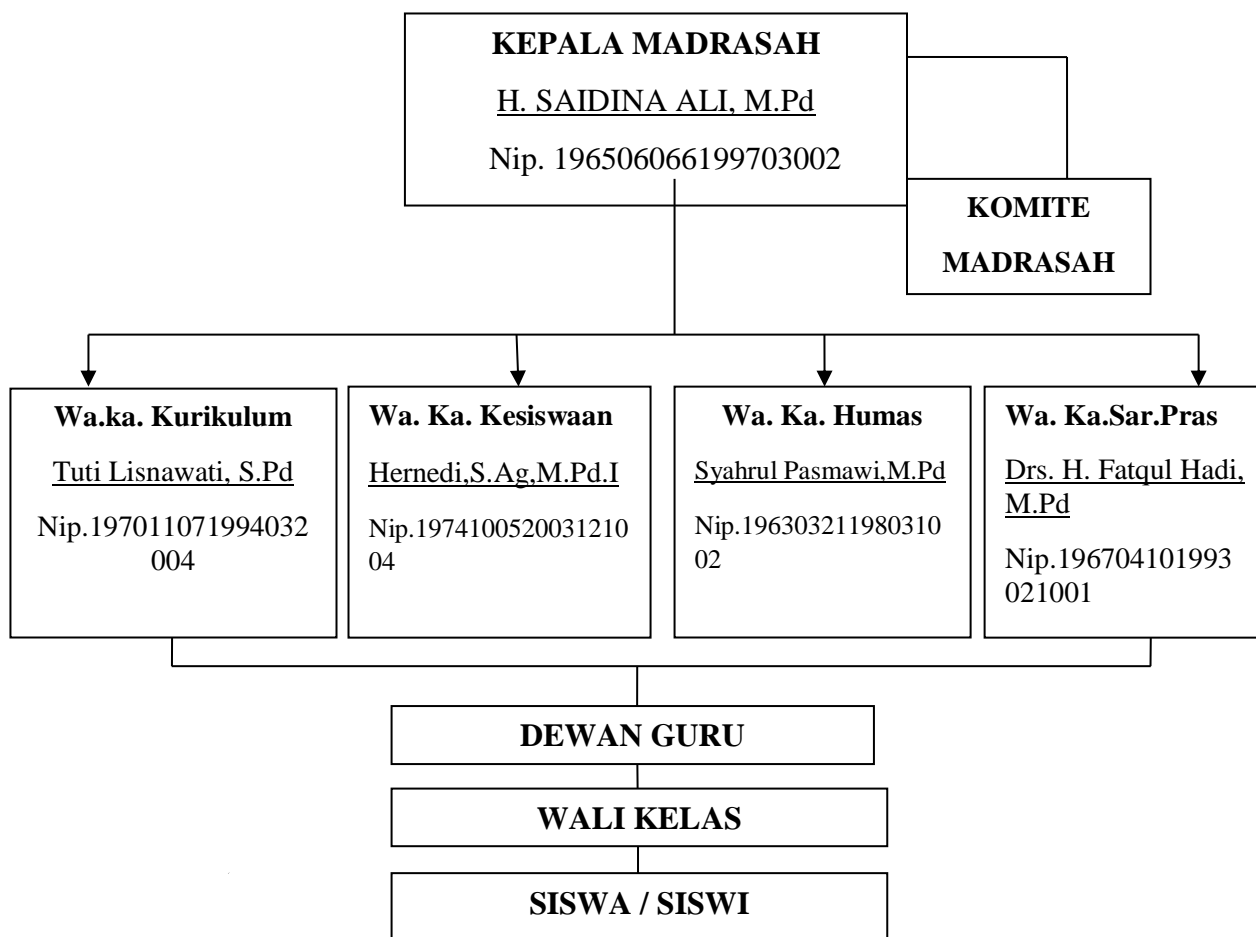 KEPALA MADRASAH
H. SAIDINA ALI, M.Pd
Nip. 196506066199703002
KOMITE
MADRASAH
Wa.ka. Kurikulum
Tuti Lisnawati, S.Pd
Nip.197011071994032
004
Wa. Ka. Kesiswaan
Hernedi,S.Ag,M.Pd.I
Nip.1974100520031210
04
Wa. Ka. Humas
Syahrul Pasmawi,M.Pd
Nip.196303211980310
02
Wa. Ka.Sar.Pras
Drs. H. Fatqul Hadi,
M.Pd
Nip.196704101993
021001
DEWAN GURU
WALI KELAS
SISWA / SISWI